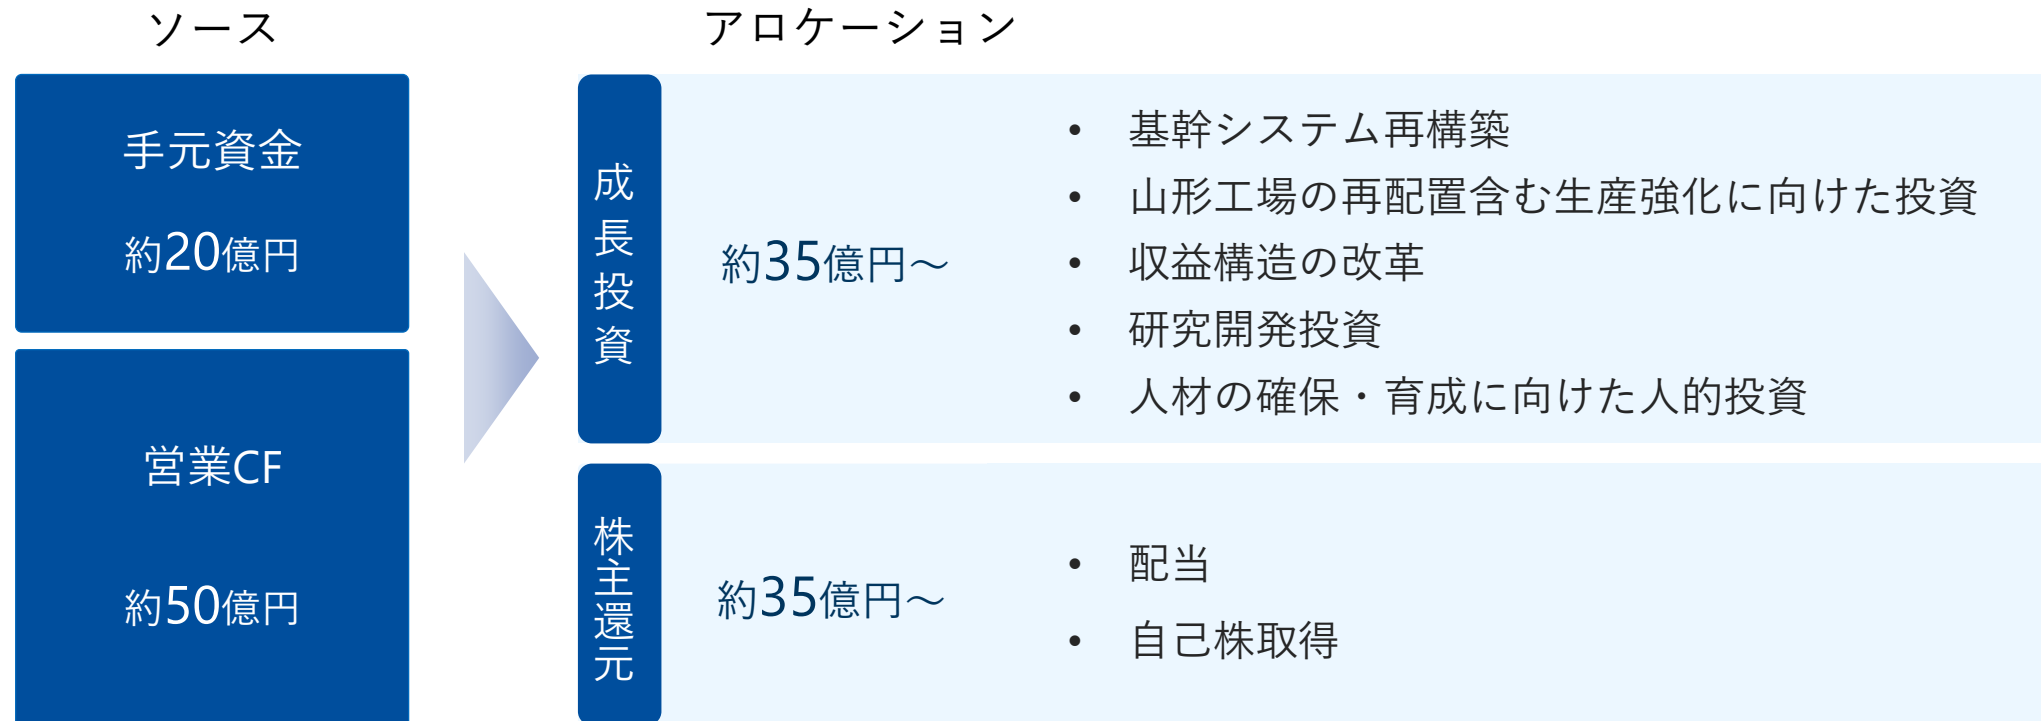 ソース
手元資金
約20億円
営業CF
約50億円
アロケーション
成長投資
約35億円～
• 基幹システム再構築
• 山形工場の再配置含む生産強化に向けた投資
• 収益構造の改革
• 研究開発投資
• 人材の確保・育成に向けた人的投資
株主還元
約35億円～
• 配当
• 自己株取得